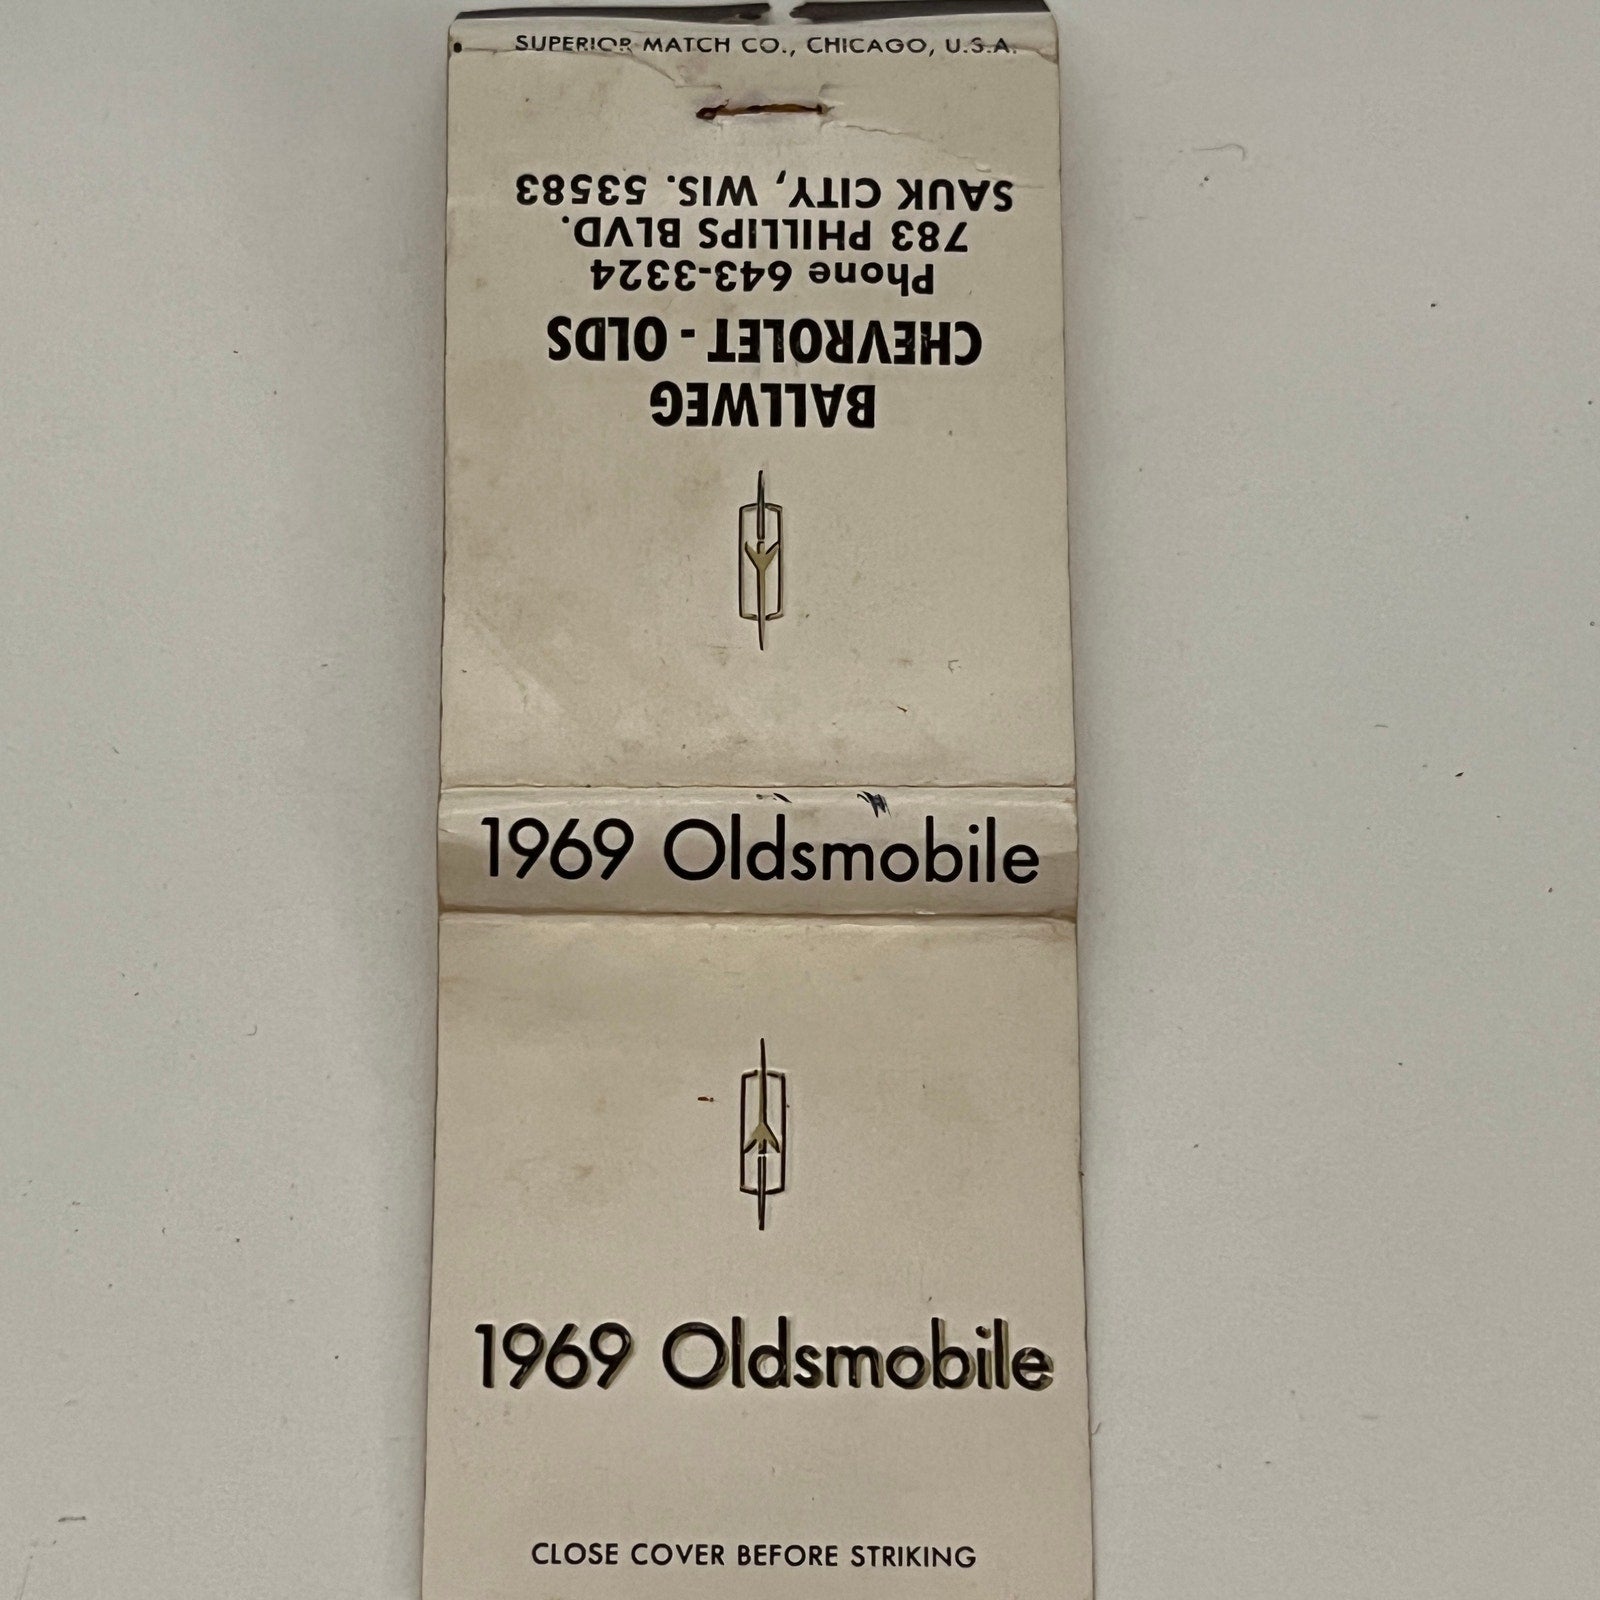 SUPERIOR MATCH CO., CHICAGO, U.S.A.
BALLWEG
CHEVROLET - OLDS
Phone 643-3324
783 PHILLIPS BLVD.
SAUK CITY, WIS. 53583
1969 Oldsmobile
1969 Oldsmobile
CLOSE COVER BEFORE STRIKING